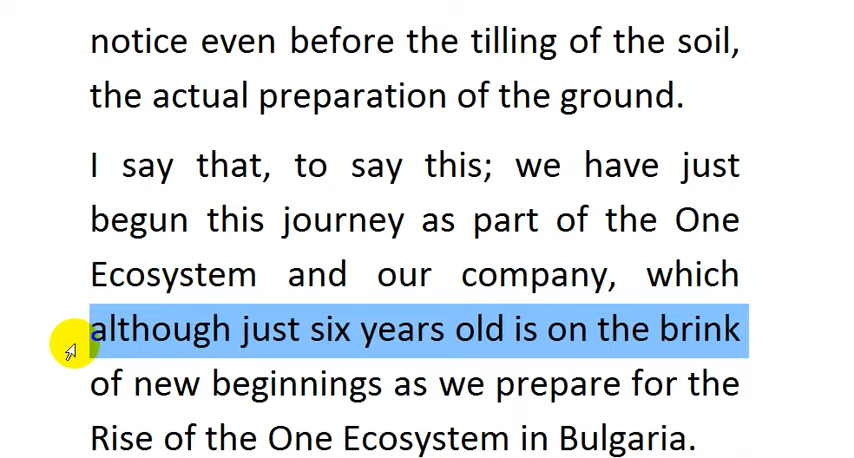 notice even before the tilling of the soil,
the actual preparation of the ground.
I say that, to say this; we have just
begun this journey as part of the One
Ecosystem and our company, which
although just six years old is on the brink
of new beginnings as we prepare for the
Rise of the One Ecosystem in Bulgaria.